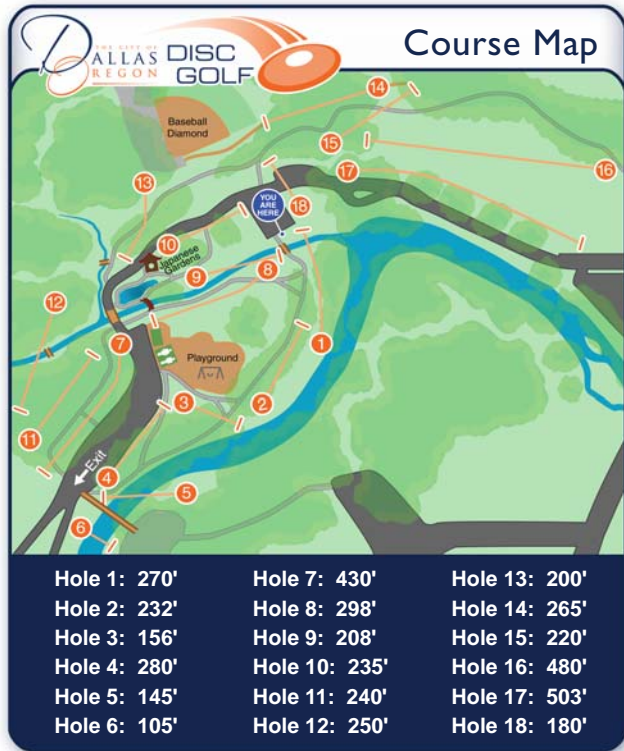 THE CITY OF
DALLAS
OREGON
DISC
GOLF
Course Map
Baseball
Diamond
14
15
16
17
13
YOU
ARE
HERE
18
10
Japanese
Gardens
9
8
12
7
Playground
1
11
3
2
Exit
4
5
6
Hole 1: 270'
Hole 2: 232'
Hole 3: 156'
Hole 4: 280'
Hole 5: 145'
Hole 6: 105'
Hole 7: 430'
Hole 8: 298'
Hole 9: 208'
Hole 10: 235'
Hole 11: 240'
Hole 12: 250'
Hole 13: 200'
Hole 14: 265'
Hole 15: 220'
Hole 16: 480'
Hole 17: 503'
Hole 18: 180'